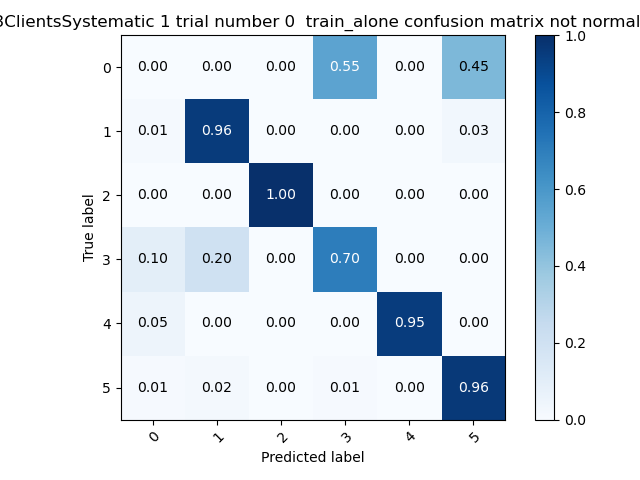 3ClientsSystematic 1 trial number 0  train_alone confusion matrix not normal
0 0.00 0.00 0.00 0.55 0.00 0.45
1 0.01 0.96 0.00 0.00 0.00 0.03
2 0.00 0.00 1.00 0.00 0.00 0.00
3 0.10 0.20 0.00 0.70 0.00 0.00
4 0.05 0.00 0.00 0.00 0.95 0.00
5 0.01 0.02 0.00 0.01 0.00 0.96
0 1 2 3 4 5
True label
Predicted label
1.0
0.8
0.6
0.4
0.2
0.0